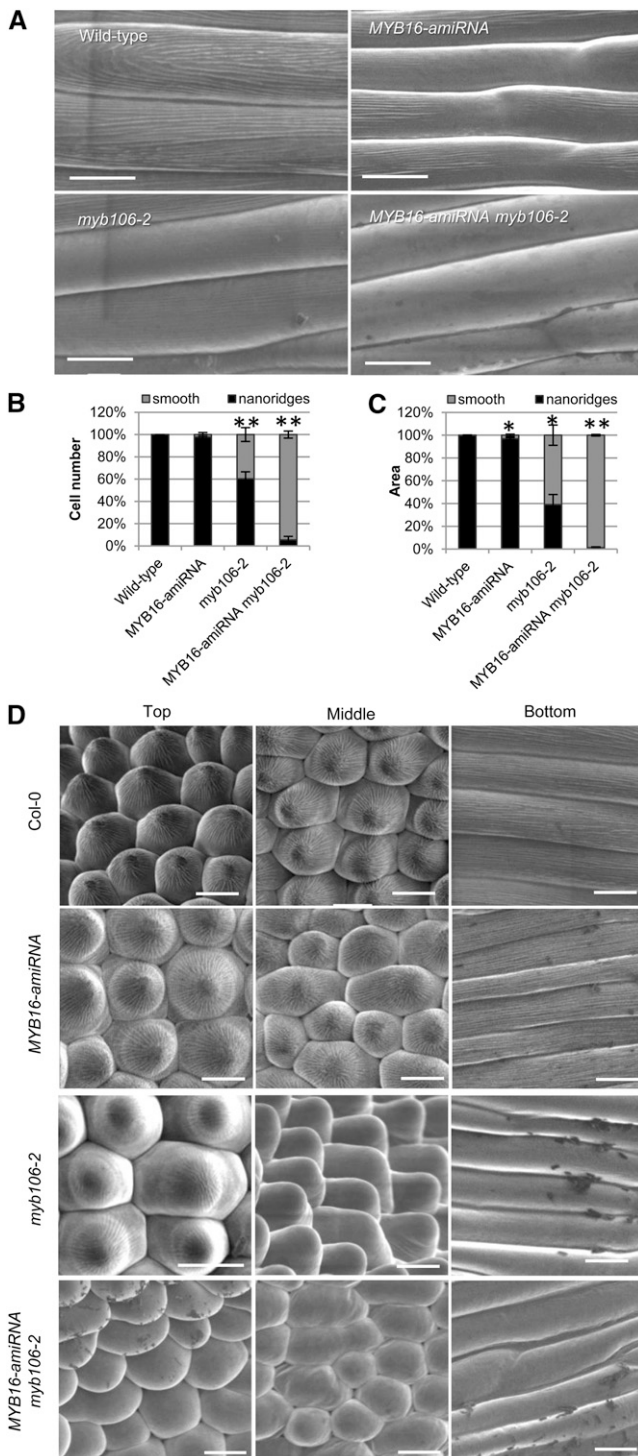 A
Wild-type
MYB16-amiRNA
myb106-2
MYB16-amiRNA myb106-2
B
smooth nanoridges
Cell number
120%
100%
80%
60%
40%
20%
0%
** **
Wild-type
MYB16-amiRNA
myb106-2
MYB16-amiRNA myb106-2
C
smooth nanoridges
Area
120%
100%
80%
60%
40%
20%
0%
* * **
Wild-type
MYB16-amiRNA
myb106-2
MYB16-amiRNA myb106-2
D
Top Middle Bottom
Col-0
MYB16-amiRNA
myb106-2
MYB16-amiRNA
myb106-2